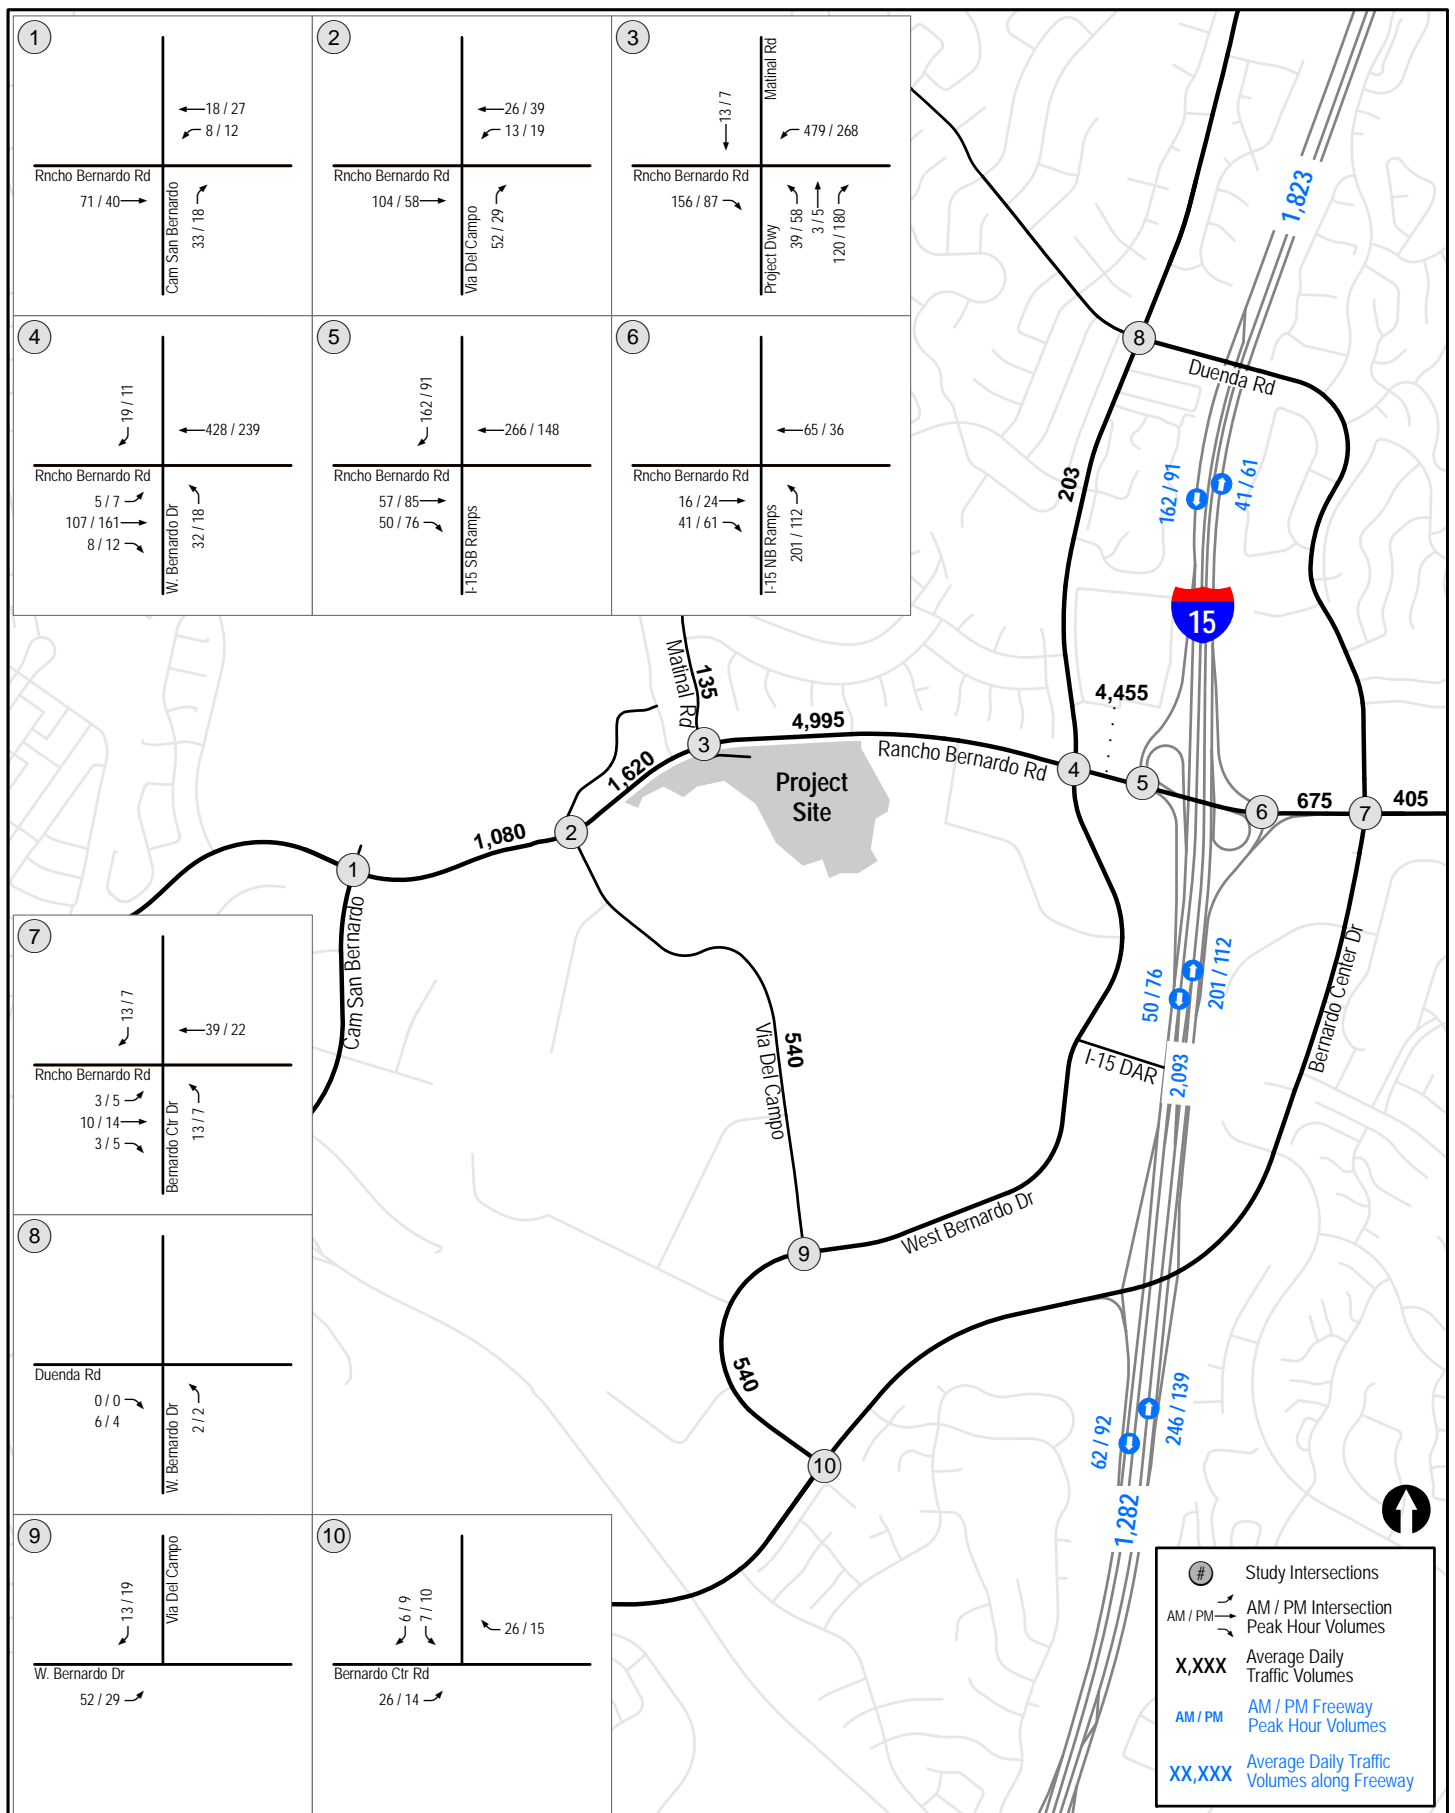 1
18 / 27
8 / 12
Rncho Bernardo Rd
71 / 40
Cam San Bernardo
33 / 18
2
26 / 39
13 / 19
Rncho Bernardo Rd
104 / 58
Via Del Campo
52 / 29
3
Matinal Rd
13 / 7
479 / 268
Rncho Bernardo Rd
156 / 87
Project Dwy
39 / 58
3 / 5
120 / 180
4
19 / 11
428 / 239
Rncho Bernardo Rd
5 / 7
107 / 161
8 / 12
W. Bernardo Dr
32 / 18
5
162 / 91
266 / 148
Rncho Bernardo Rd
57 / 85
50 / 76
I-15 SB Ramps
6
65 / 36
Rncho Bernardo Rd
16 / 24
41 / 61
I-15 NB Ramps
201 / 112
1,823
8
Duenda Rd
203
162 / 91
41 / 61
15
Matinal Rd
135
4,455
3
4,995
Rancho Bernardo Rd
4
5
6
675
7
405
1,620
Project
Site
2
1,080
1
Cam San Bernardo
50 / 76
201 / 112
Bernardo Center Dr
540
Via Del Campo
I-15 DAR
2,093
West Bernardo Dr
9
540
10
62 / 92
246 / 139
1,282
7
13 / 7
39 / 22
Rncho Bernardo Rd
3 / 5
10 / 14
3 / 5
Bernardo Ctr Dr
13 / 7
8
Duenda Rd
0 / 0
6 / 4
W. Bernardo Dr
2 / 2
9
Via Del Campo
13 / 19
W. Bernardo Dr
52 / 29
10
6 / 9
7 / 10
26 / 15
Bernardo Ctr Rd
26 / 14
#
Study Intersections
AM / PM
AM / PM Intersection
Peak Hour Volumes
X,XXX
Average Daily
Traffic Volumes
AM / PM
AM / PM Freeway
Peak Hour Volumes
XX,XXX
Average Daily Traffic
Volumes along Freeway